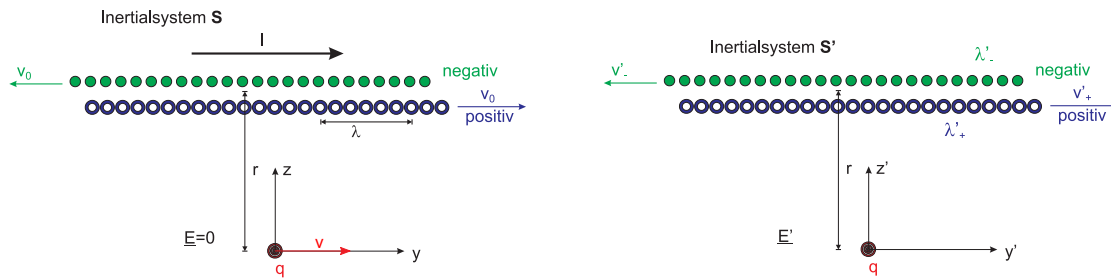 Inertialsystem S
I
v₀
negativ
v₀
positiv
λ
r
z
E=0
v
q
y
Inertialsystem S'
λ'₋
v'₋
negativ
v'₊
λ'₊
positiv
r
z'
E'
q
y'